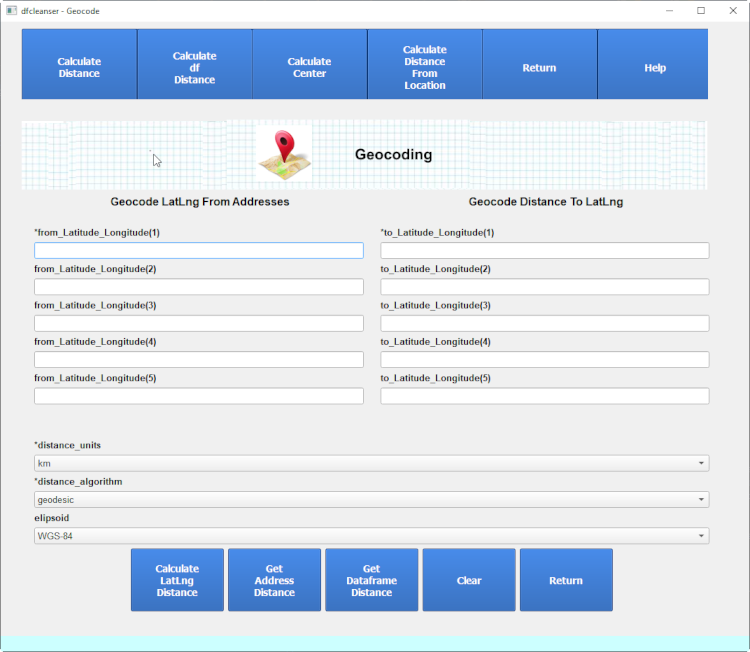 dfcleanser - Geocode
Calculate
Distance
Calculate
df
Distance
Calculate
Center
Calculate
Distance
From
Location
Return
Help
Geocoding
Geocode LatLng From Addresses
Geocode Distance To LatLng
*from_Latitude_Longitude(1)
*to_Latitude_Longitude(1)
from_Latitude_Longitude(2)
to_Latitude_Longitude(2)
from_Latitude_Longitude(3)
to_Latitude_Longitude(3)
from_Latitude_Longitude(4)
to_Latitude_Longitude(4)
from_Latitude_Longitude(5)
to_Latitude_Longitude(5)
*distance_units
km
*distance_algorithm
geodesic
elipsoid
WGS-84
Calculate
LatLng
Distance
Get
Address
Distance
Get
Dataframe
Distance
Clear
Return